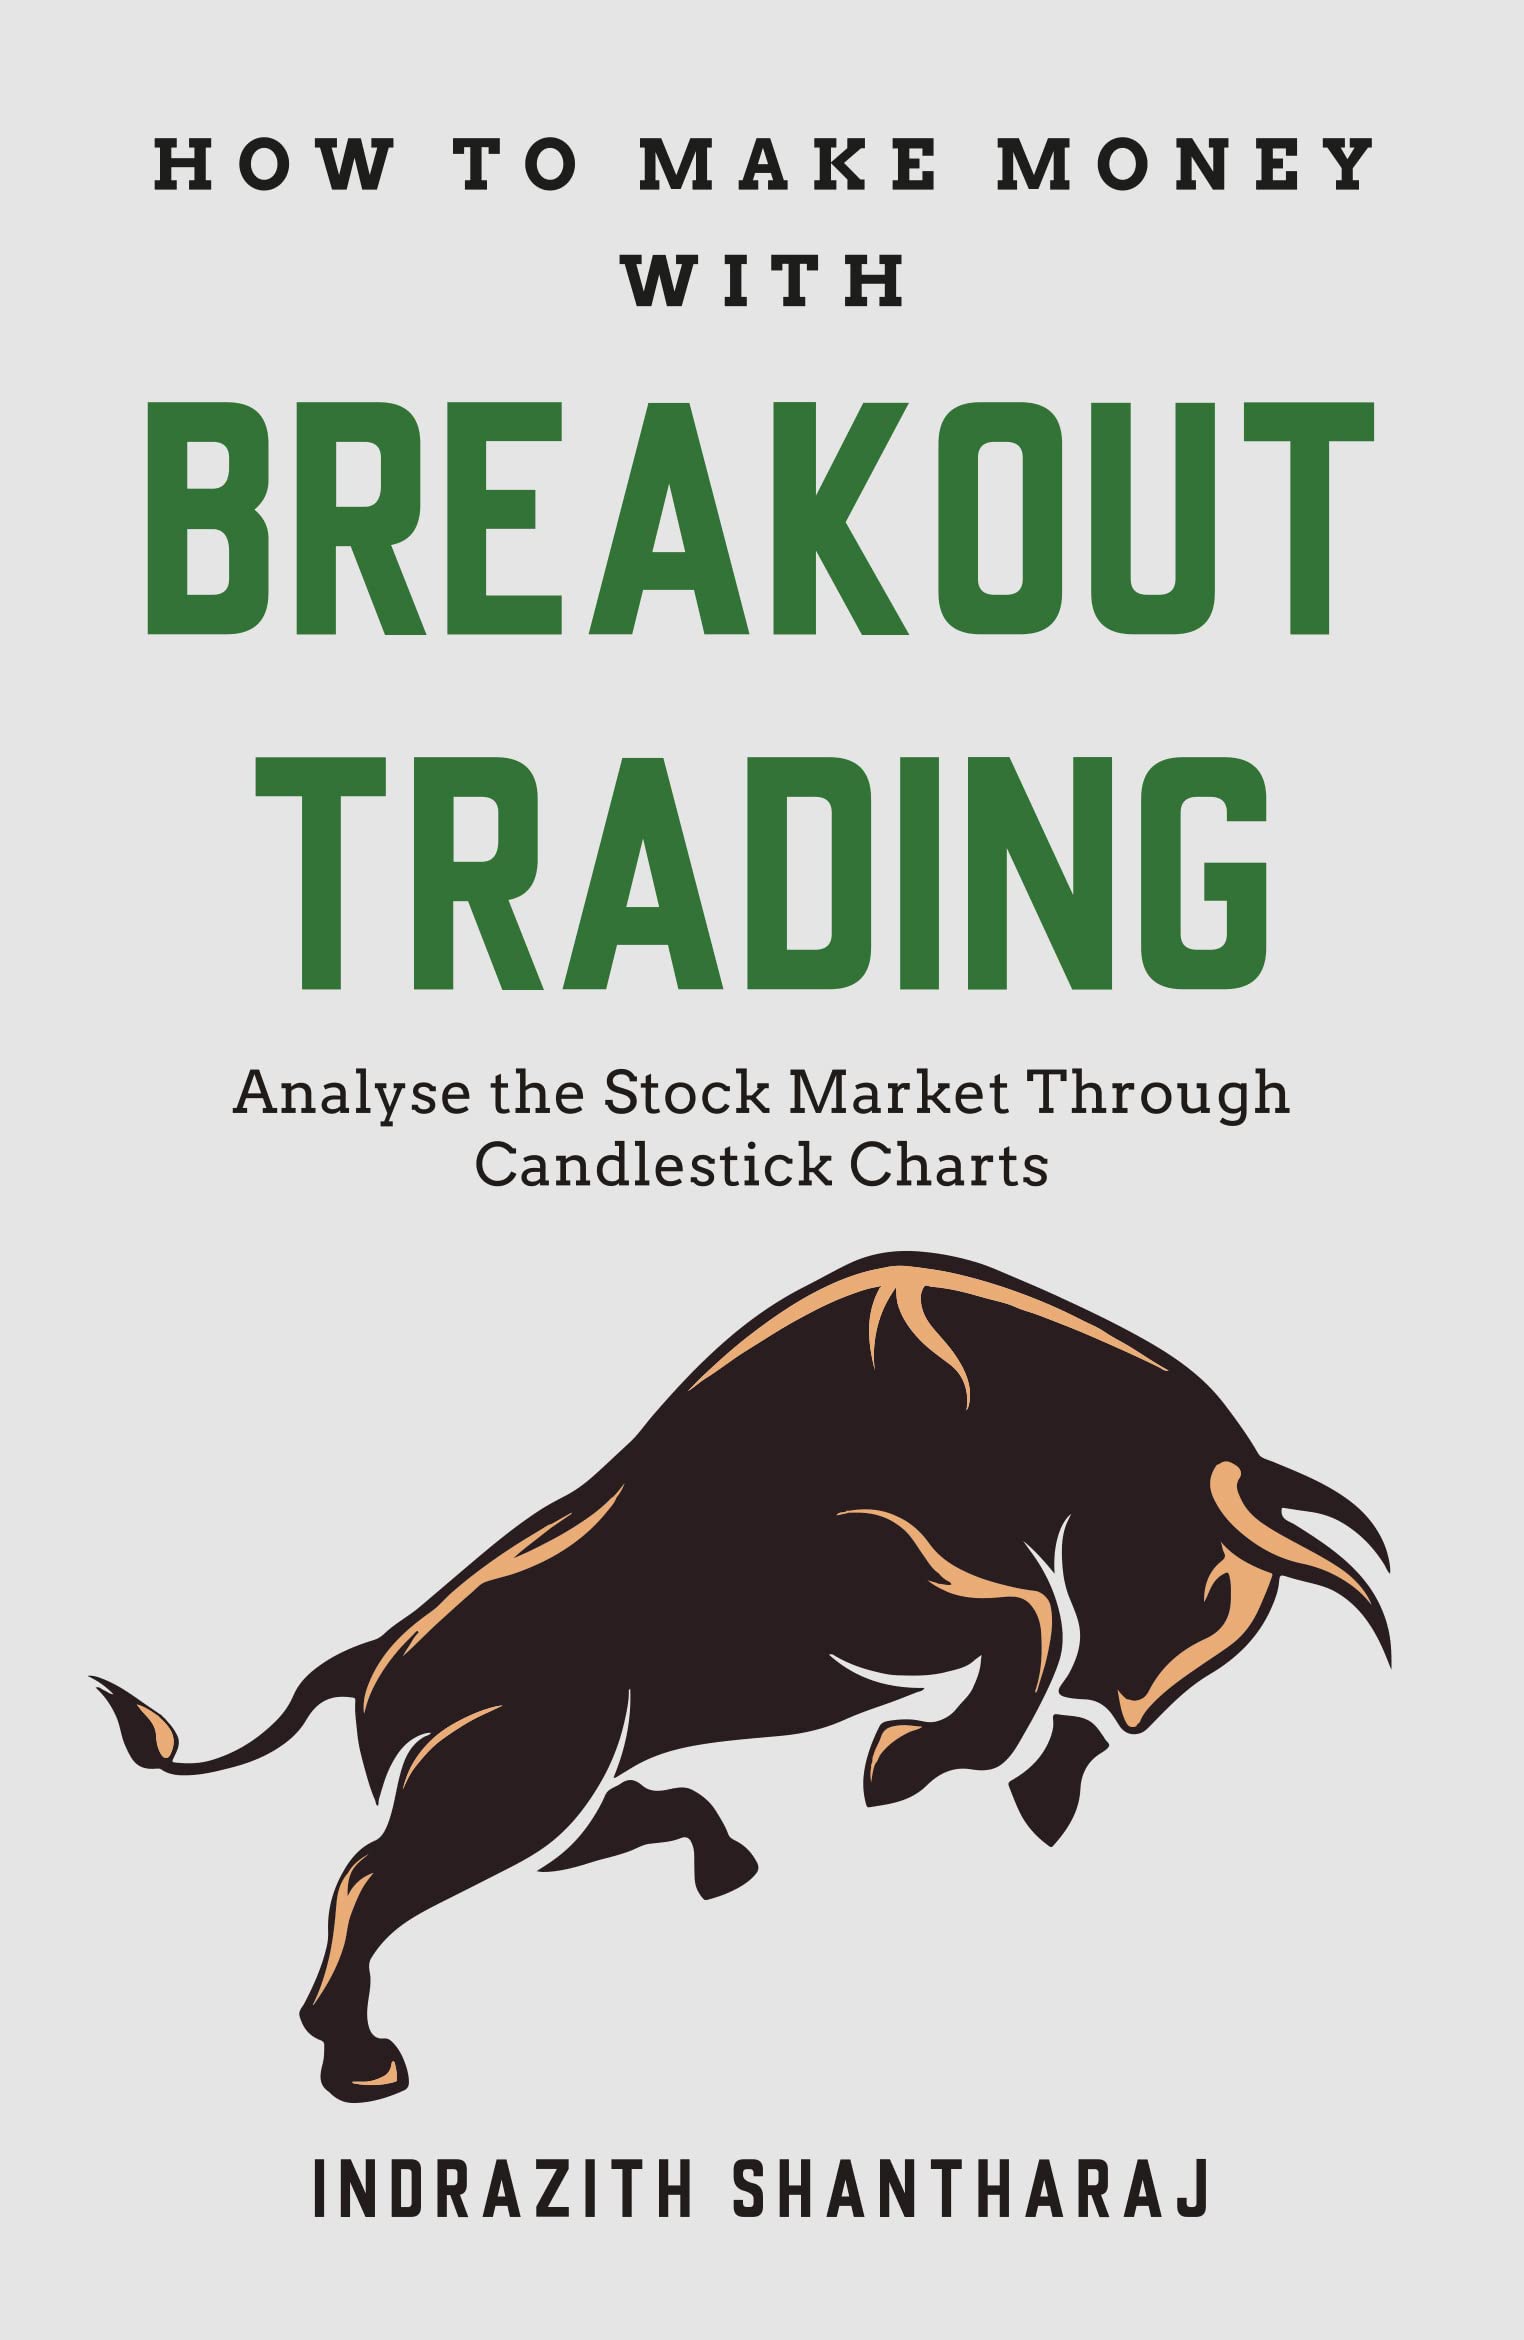 HOW TO MAKE MONEY
WITH
BREAKOUT
TRADING
Analyse the Stock Market Through
Candlestick Charts
INDRAZITH SHANTHARAJ